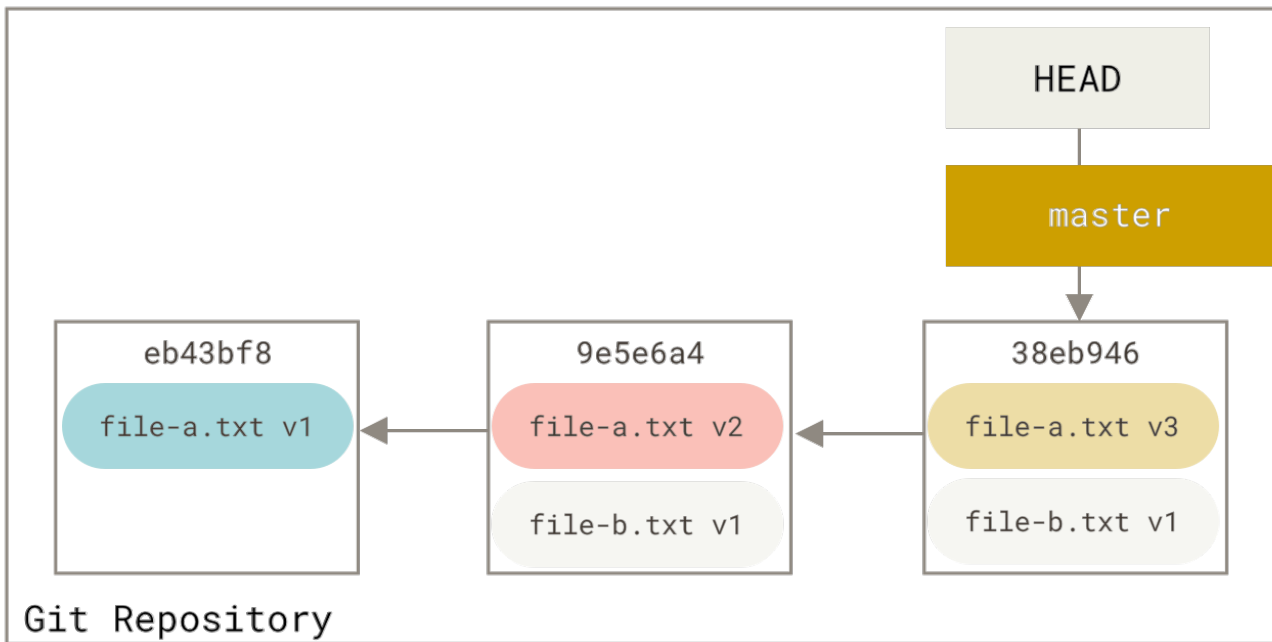 HEAD
master
eb43bf8
9e5e6a4
38eb946
file-a.txt v1
file-a.txt v2
file-a.txt v3
file-b.txt v1
file-b.txt v1
Git Repository